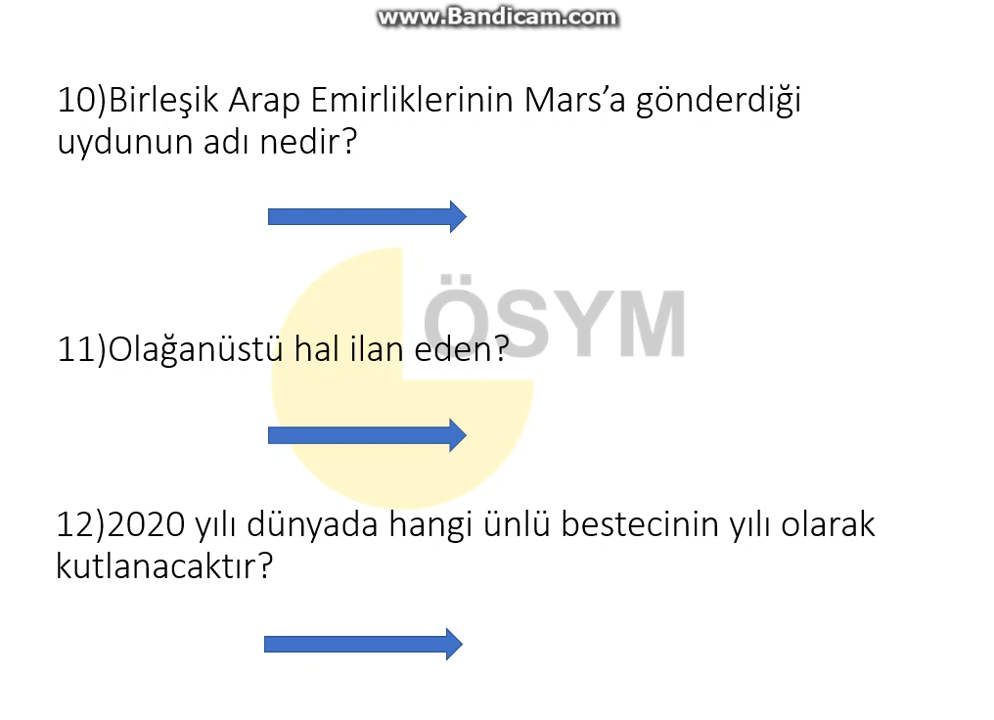 www.Bandicam.com
10)Birleşik Arap Emirliklerinin Mars’a gönderdiği
uydunun adı nedir?
ÖSYM
11)Olağanüstü hal ilan eden?
12)2020 yılı dünyada hangi ünlü bestecinin yılı olarak
kutlanacaktır?